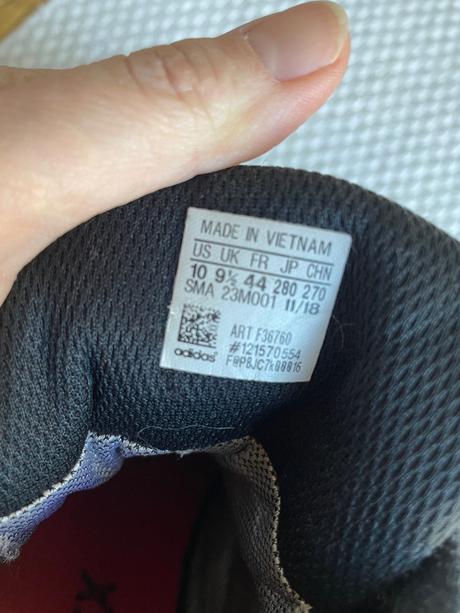 MADE IN VIETNAM
US UK FR JP CHN
10 9½ 44 280 270
SMA 23M001 11/18
ART F36760
#121570554
adidas F@PBJC7k00016